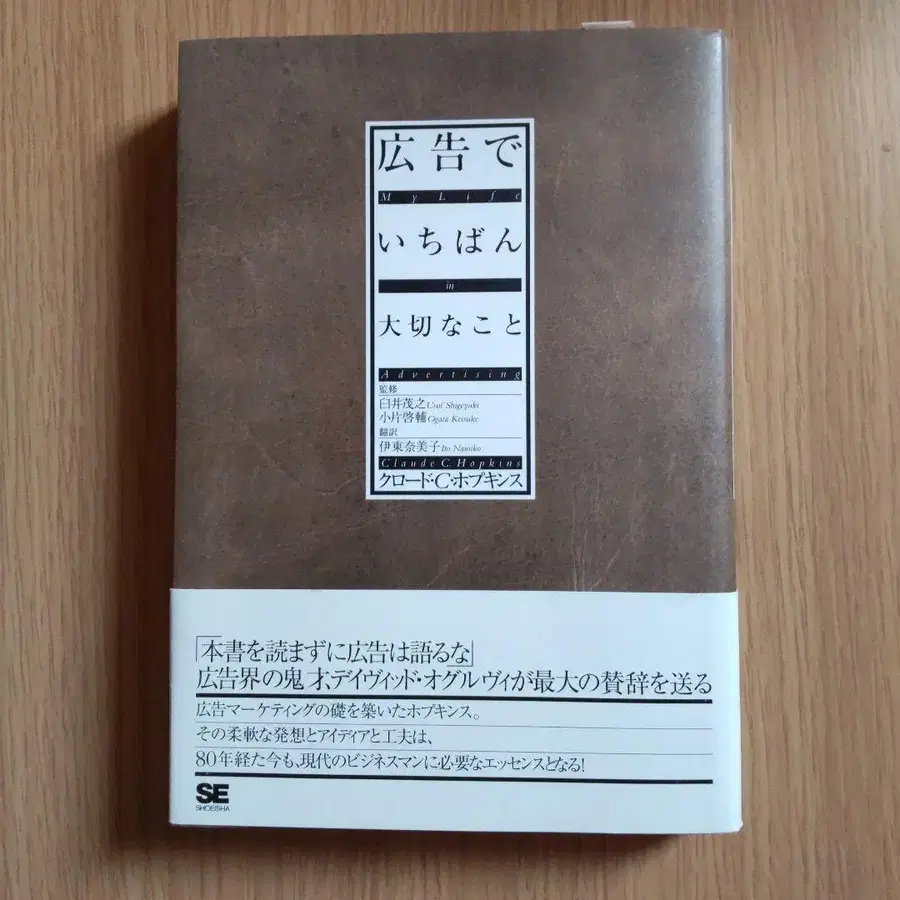 広告で
My Life
いちばん
in
大切なこと
Advertising
監修
臼井茂之 Usui Shigeyuki
小片啓輔 Ogata Keisuke
翻訳
伊東奈美子 Ito Namiko
Claude C. Hopkins
クロード・C・ホプキンス
「本書を読まずに広告は語るな」
広告界の鬼才、デイヴィッド・オグルヴィが最大の賛辞を送る
広告マーケティングの礎を築いたホプキンス。
その柔軟な発想とアイディアと工夫は、
80年経た今も、現代のビジネスマンに必要なエッセンスとなる!
SE
SHOEISHA